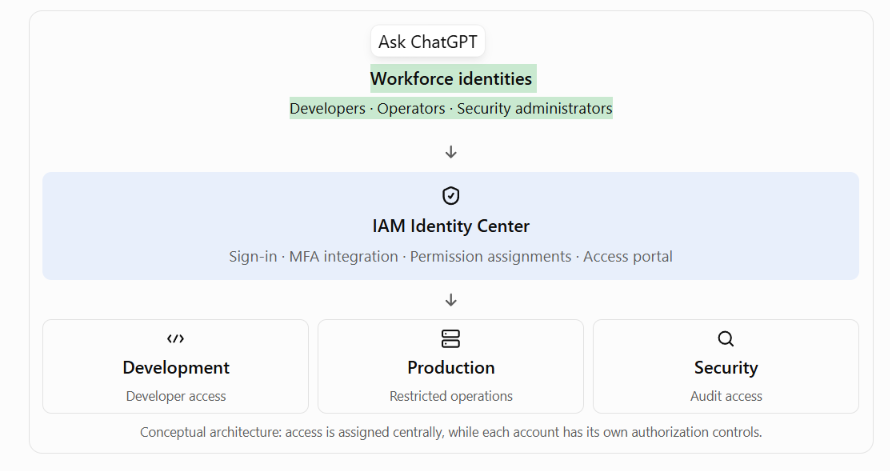 Ask ChatGPT
Workforce identities
Developers · Operators · Security administrators
IAM Identity Center
Sign-in · MFA integration · Permission assignments · Access portal
Development
Developer access
Production
Restricted operations
Security
Audit access
Conceptual architecture: access is assigned centrally, while each account has its own authorization controls.